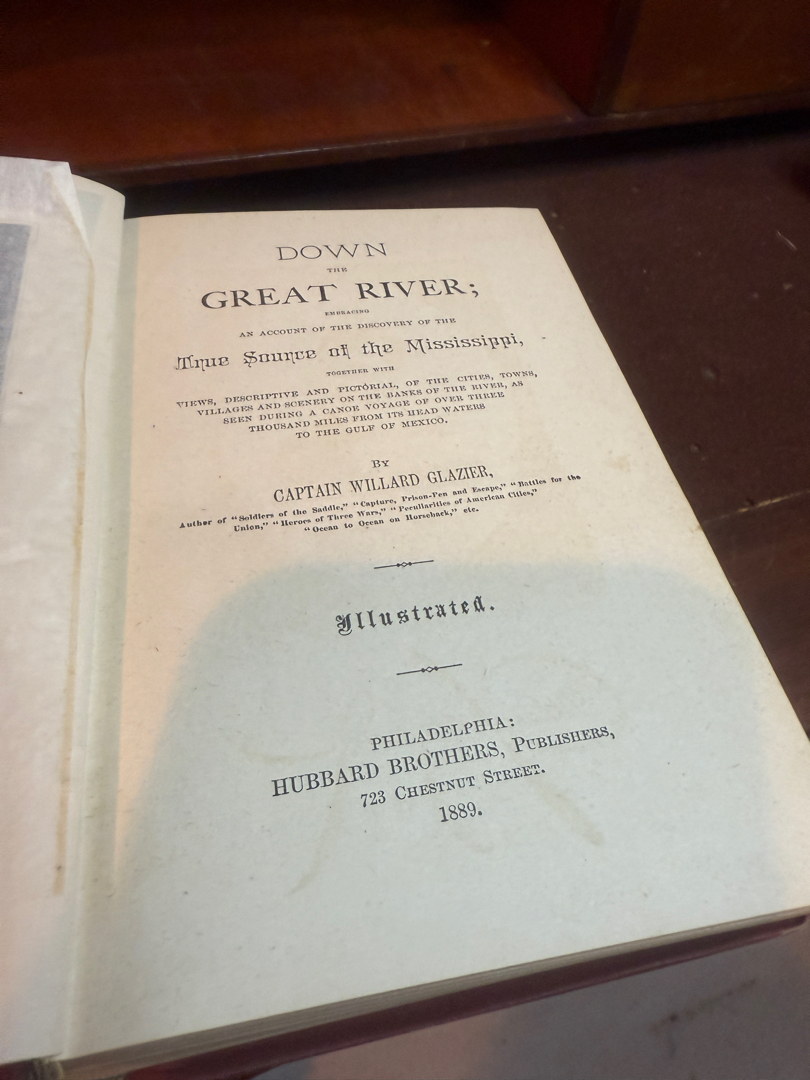 DOWN
THE
GREAT RIVER;
EMBRACING
AN ACCOUNT OF THE DISCOVERY OF THE
True Source of the Mississippi,
TOGETHER WITH
VIEWS, DESCRIPTIVE AND PICTORIAL, OF THE CITIES, TOWNS,
VILLAGES AND SCENERY ON THE BANKS OF THE RIVER, AS
SEEN DURING A CANOE VOYAGE OF OVER THREE
THOUSAND MILES FROM ITS HEAD WATERS
TO THE GULF OF MEXICO.
BY
CAPTAIN WILLARD GLAZIER,
Author of "Soldiers of the Saddle," "Capture, Prison-Pen and Escape," "Battles for the
Union," "Heroes of Three Wars," "Peculiarities of American Cities,"
"Ocean to Ocean on Horseback," etc.
Illustrated.
PHILADELPHIA:
HUBBARD BROTHERS, PUBLISHERS,
723 CHESTNUT STREET.
1889.